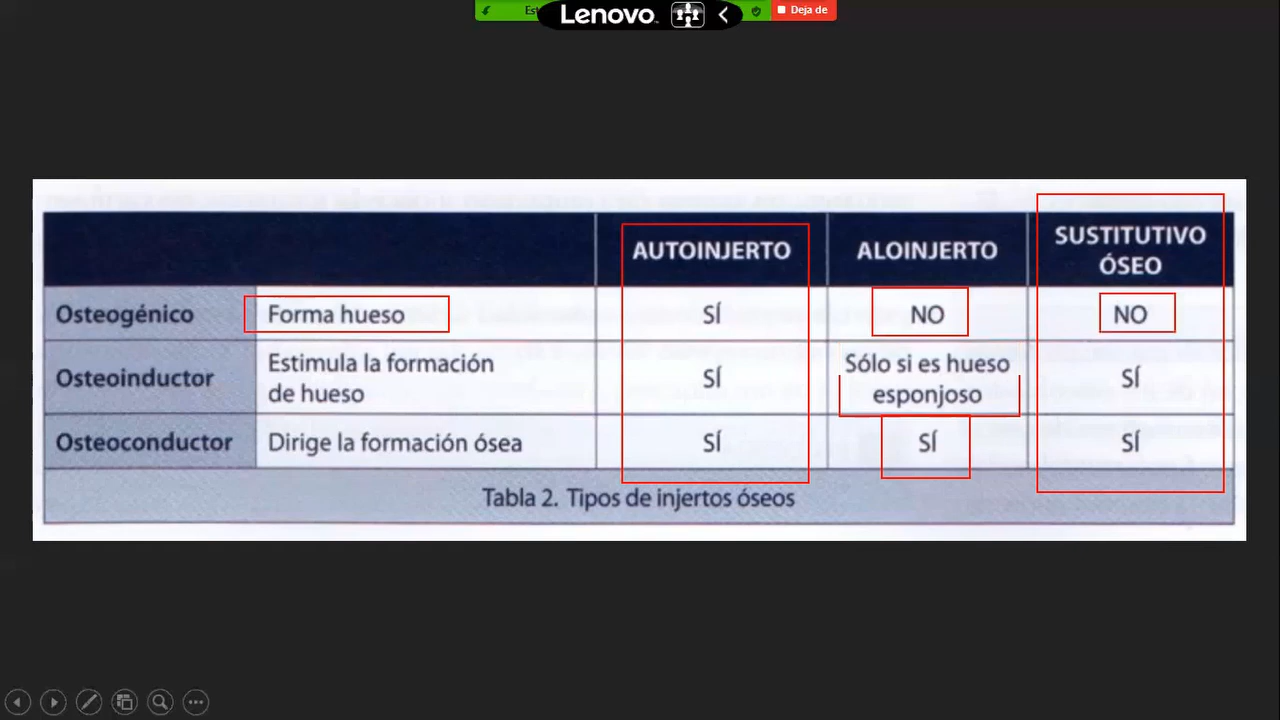 Est
Lenovo
Deja de
AUTOINJERTO
ALOINJERTO
SUSTITUTIVO
ÓSEO
Osteogénico
Forma hueso
SÍ
NO
NO
Osteoinductor
Estimula la formación
de hueso
SÍ
Sólo si es hueso
esponjoso
SÍ
Osteoconductor
Dirige la formación ósea
SÍ
SÍ
SÍ
Tabla 2. Tipos de injertos óseos